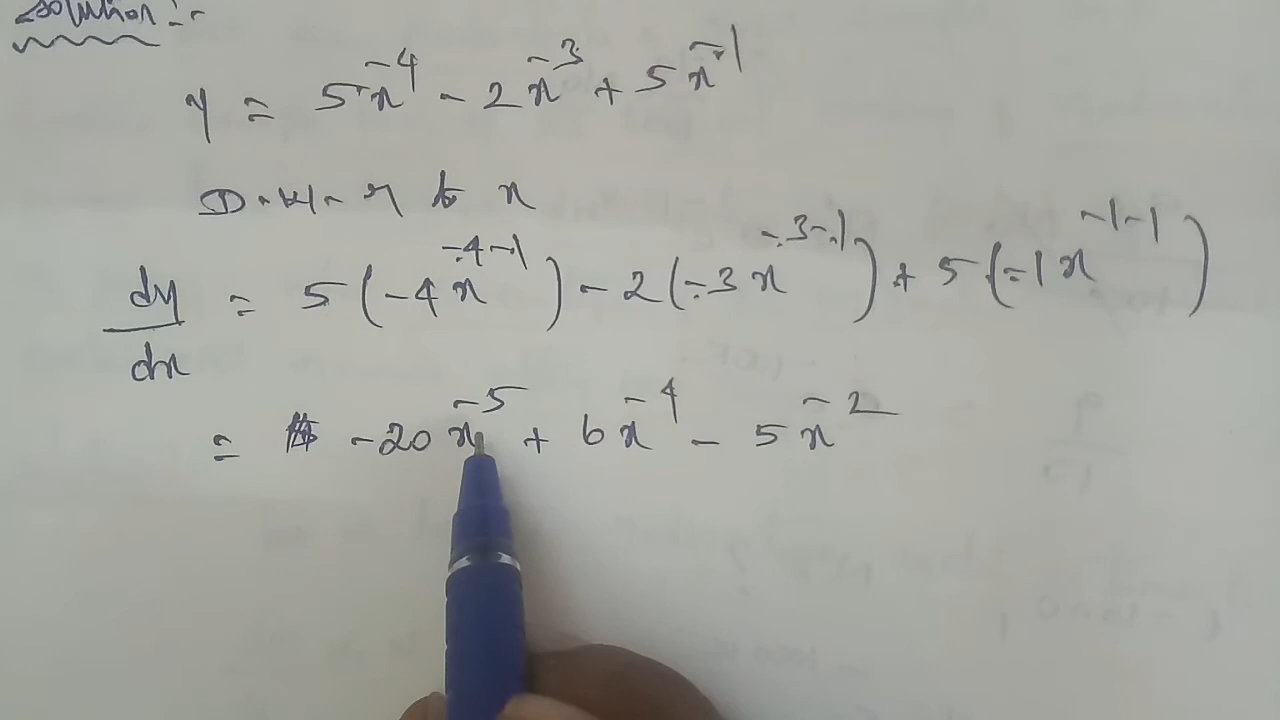 Solution:-
y = 5x⁻⁴ - 2x⁻³ + 5x⁻¹
D.w.r to x
dy/dx = 5(-4x⁻⁴⁻¹) - 2(-3x⁻³⁻¹) + 5(-1x⁻¹⁻¹)
= -20x⁻⁵ + 6x⁻⁴ - 5x⁻²